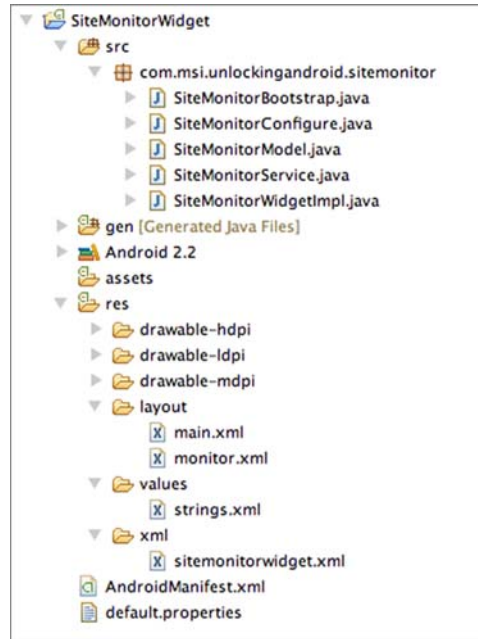 SiteMonitorWidget
src
com.msi.unlockingandroid.sitemonitor
SiteMonitorBootstrap.java
SiteMonitorConfigure.java
SiteMonitorModel.java
SiteMonitorService.java
SiteMonitorWidgetImpl.java
gen [Generated Java Files]
Android 2.2
assets
res
drawable-hdpi
drawable-ldpi
drawable-mdpi
layout
main.xml
monitor.xml
values
strings.xml
xml
sitemonitorwidget.xml
AndroidManifest.xml
default.properties